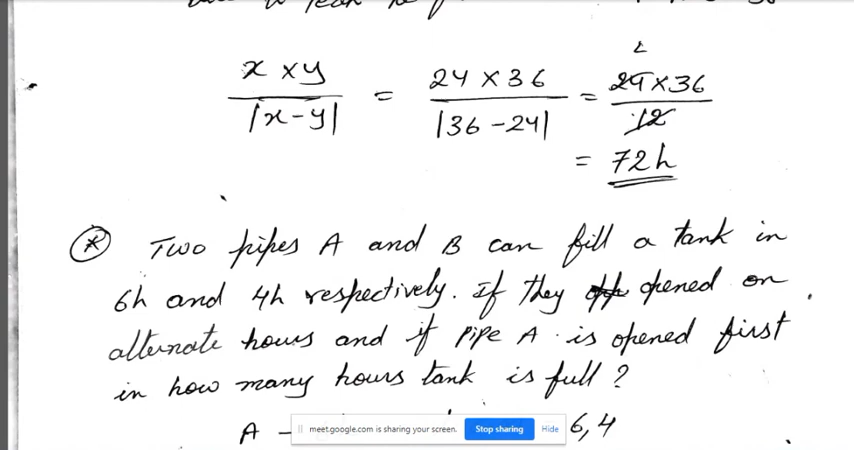 x × y / |x - y| = 24 × 36 / |36 - 24| = 24 × 36 / 12
2
= 72h
(*) Two pipes A and B can fill a tank in
6h and 4h respectively. If they opened on
alternate hours and if pipe A is opened first
in how many hours tank is full?
A - 6, 4
meet.google.com is sharing your screen. Stop sharing Hide